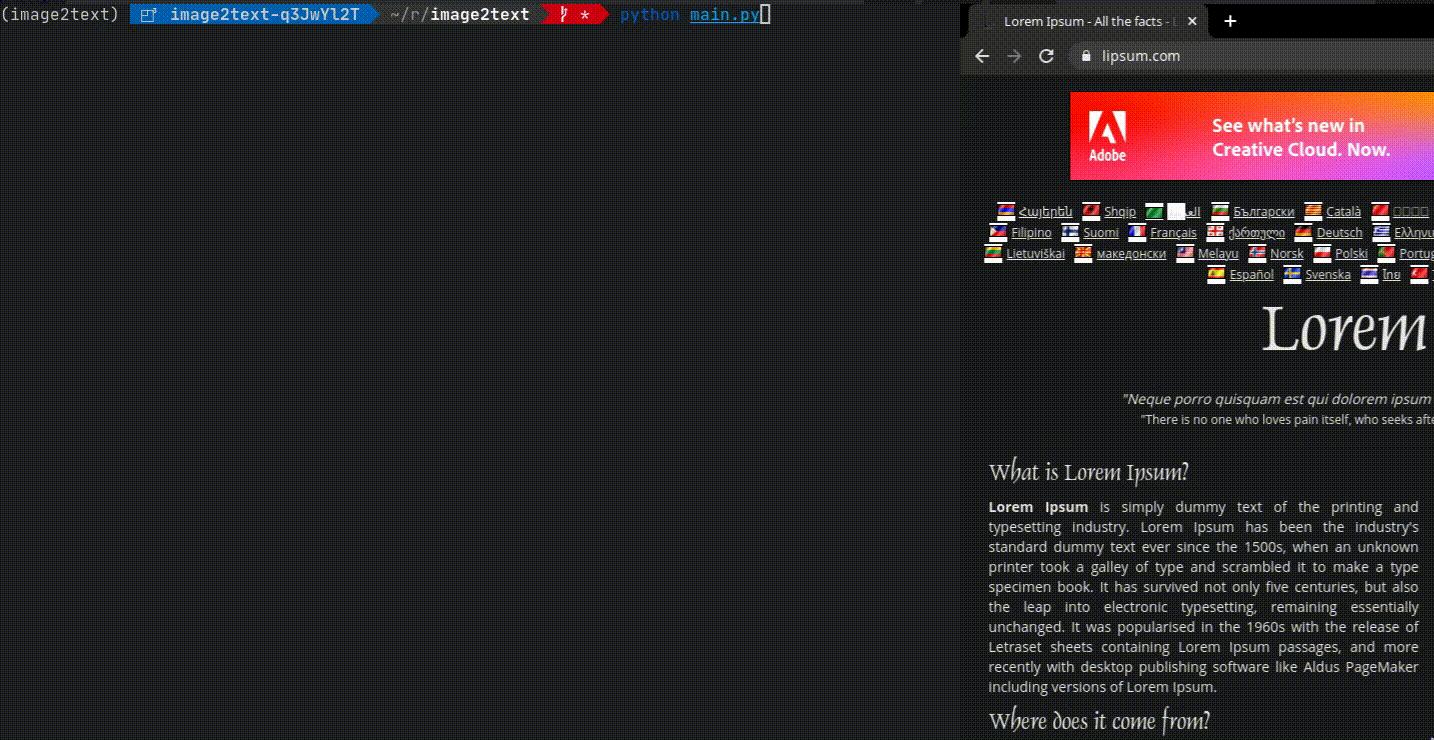 (image2text) image2text-q3JwYl2T ~/r/image2text * python main.py
Lorem Ipsum - All the facts -
lipsum.com
Adobe
See what's new in
Creative Cloud. Now.
Հայերեն Shqip Български Català
Filipino Suomi Français ქართული Deutsch
Lietuviškai македонски Melayu Norsk Polski
Español Svenska ไทย
Lorem
"Neque porro quisquam est qui dolorem ipsum
"There is no one who loves pain itself, who seeks
What is Lorem Ipsum?
Lorem Ipsum is simply dummy text of the printing and
typesetting industry. Lorem Ipsum has been the industry's
standard dummy text ever since the 1500s, when an unknown
printer took a galley of type and scrambled it to make a type
specimen book. It has survived not only five centuries, but also
the leap into electronic typesetting, remaining essentially
unchanged. It was popularised in the 1960s with the release of
Letraset sheets containing Lorem Ipsum passages, and more
recently with desktop publishing software like Aldus PageMaker
including versions of Lorem Ipsum.
Where does it come from?